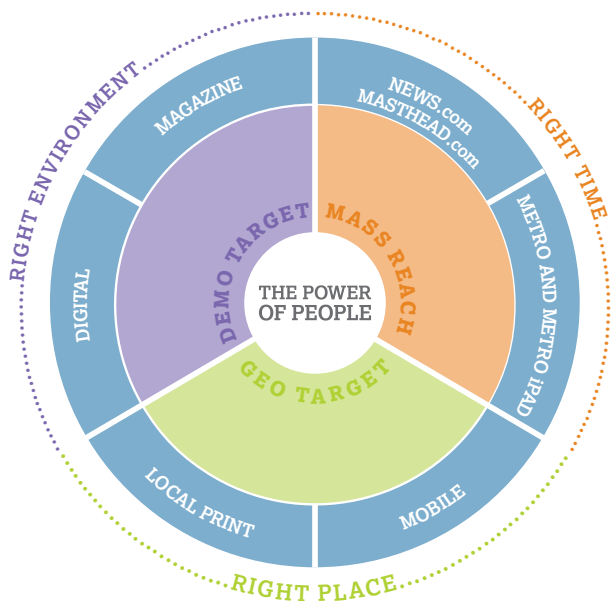 RIGHT ENVIRONMENT
RIGHT TIME
MAGAZINE
NEWS.com
MASTHEAD.com
DIGITAL
METRO AND METRO iPAD
DEMO TARGET
MASS REACH
THE POWER
OF PEOPLE
GEO TARGET
LOCAL PRINT
MOBILE
RIGHT PLACE